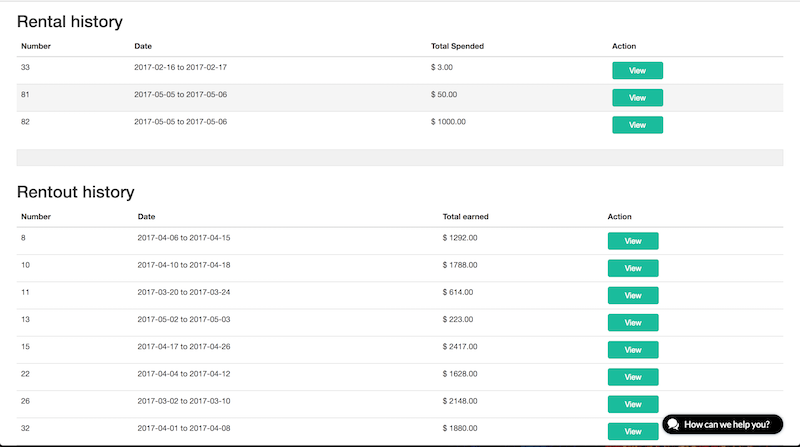 Rental history
Number Date Total Spended Action
33 2017-02-16 to 2017-02-17 $ 3.00 View
81 2017-05-05 to 2017-05-06 $ 50.00 View
82 2017-05-05 to 2017-05-06 $ 1000.00 View
Rentout history
Number Date Total earned Action
8 2017-04-06 to 2017-04-15 $ 1292.00 View
10 2017-04-10 to 2017-04-18 $ 1788.00 View
11 2017-03-20 to 2017-03-24 $ 614.00 View
13 2017-05-02 to 2017-05-03 $ 223.00 View
15 2017-04-17 to 2017-04-26 $ 2417.00 View
22 2017-04-04 to 2017-04-12 $ 1628.00 View
26 2017-03-02 to 2017-03-10 $ 2148.00 View
32 2017-04-01 to 2017-04-08 $ 1880.00 View
How can we help you?